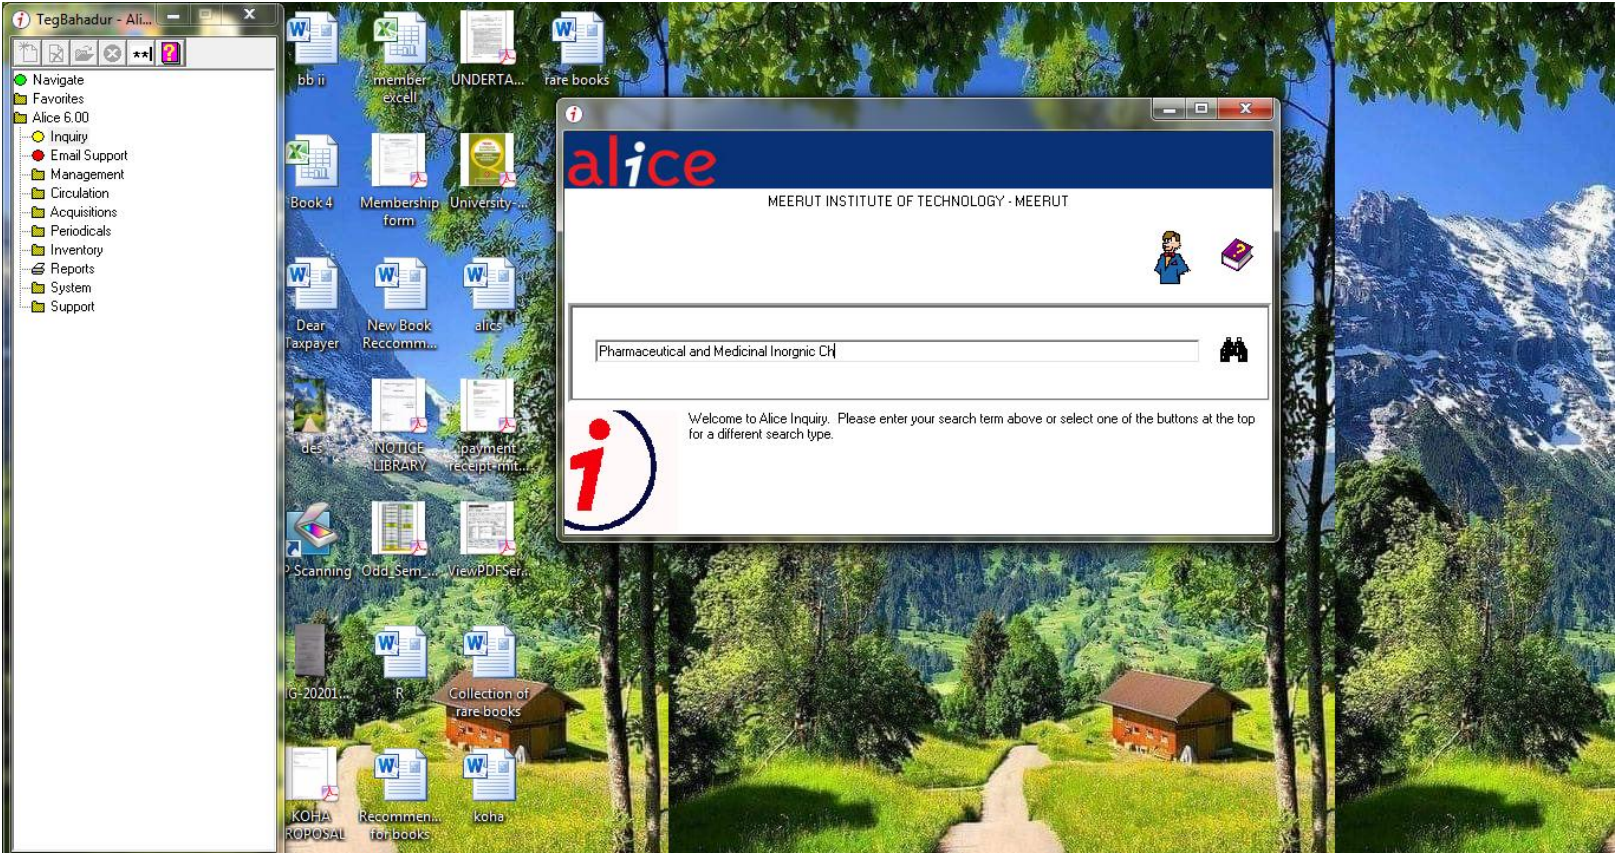 TegBahadur - Ali...
**
Navigate
Favorites
Alice 6.00
Inquiry
Email Support
Management
Circulation
Acquisitions
Periodicals
Inventory
Reports
System
Support
bb ii
member
excell
UNDERTA...
rare books
Book 4
Membership
form
University-...
Dear
Taxpayer
New Book
Reccomm...
alics
des
NOTICE
LIBRARY
payment
receipt-mit...
P Scanning
Odd_Sem_...
ViewPDFSer...
G-20201...
R
Collection of
rare books
KOHA
ROPOSAL
Recommen...
for books
koha
alice
MEERUT INSTITUTE OF TECHNOLOGY - MEERUT
Pharmaceutical and Medicinal Inorgnic Ch
Welcome to Alice Inquiry. Please enter your search term above or select one of the buttons at the top
for a different search type.